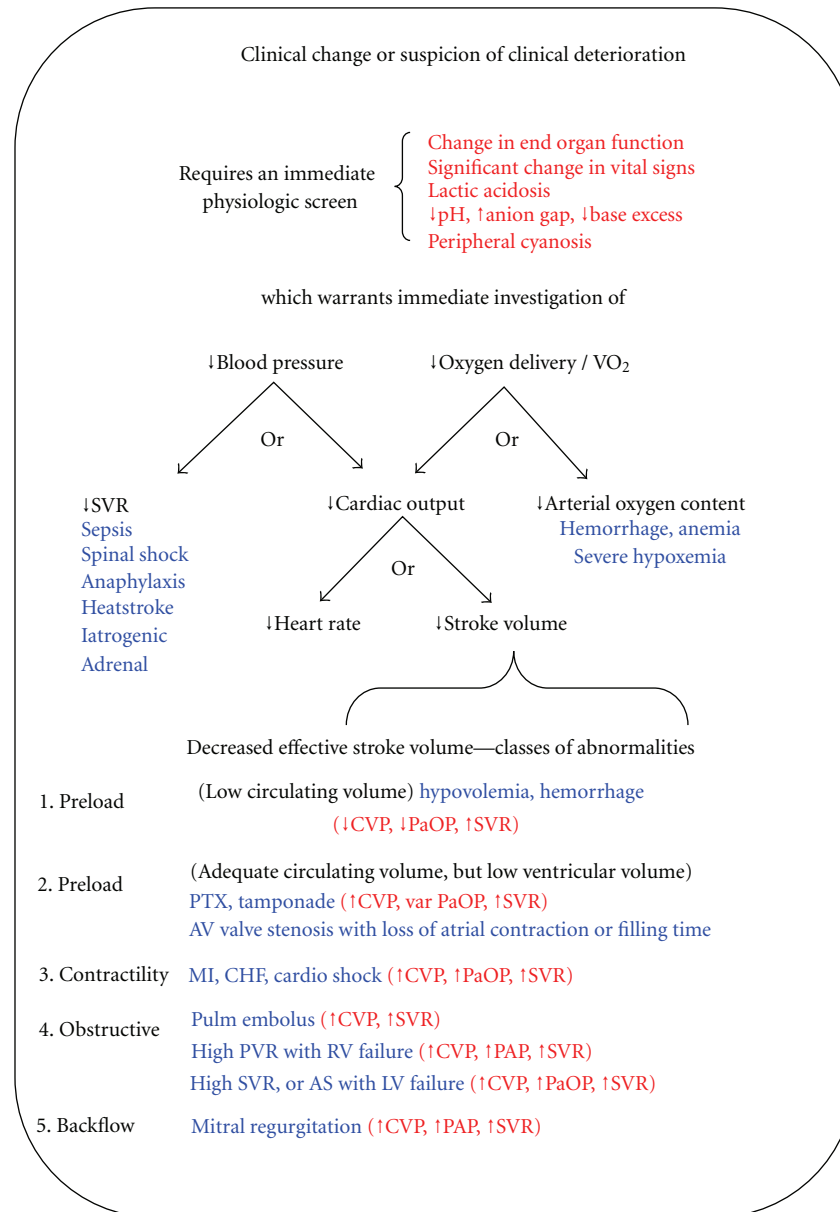 Clinical change or suspicion of clinical deterioration
Requires an immediate
physiologic screen
Change in end organ function
Significant change in vital signs
Lactic acidosis
↓pH, ↑anion gap, ↓base excess
Peripheral cyanosis
which warrants immediate investigation of
↓Blood pressure
↓Oxygen delivery / VO₂
Or
Or
↓SVR
Sepsis
Spinal shock
Anaphylaxis
Heatstroke
Iatrogenic
Adrenal
↓Cardiac output
↓Arterial oxygen content
Hemorrhage, anemia
Severe hypoxemia
Or
↓Heart rate
↓Stroke volume
Decreased effective stroke volume—classes of abnormalities
1. Preload
(Low circulating volume) hypovolemia, hemorrhage
(↓CVP, ↓PaOP, ↑SVR)
2. Preload
(Adequate circulating volume, but low ventricular volume)
PTX, tamponade (↑CVP, var PaOP, ↑SVR)
AV valve stenosis with loss of atrial contraction or filling time
3. Contractility
MI, CHF, cardio shock (↑CVP, ↑PaOP, ↑SVR)
4. Obstructive
Pulm embolus (↑CVP, ↑SVR)
High PVR with RV failure (↑CVP, ↑PAP, ↑SVR)
High SVR, or AS with LV failure (↑CVP, ↑PaOP, ↑SVR)
5. Backflow
Mitral regurgitation (↑CVP, ↑PAP, ↑SVR)